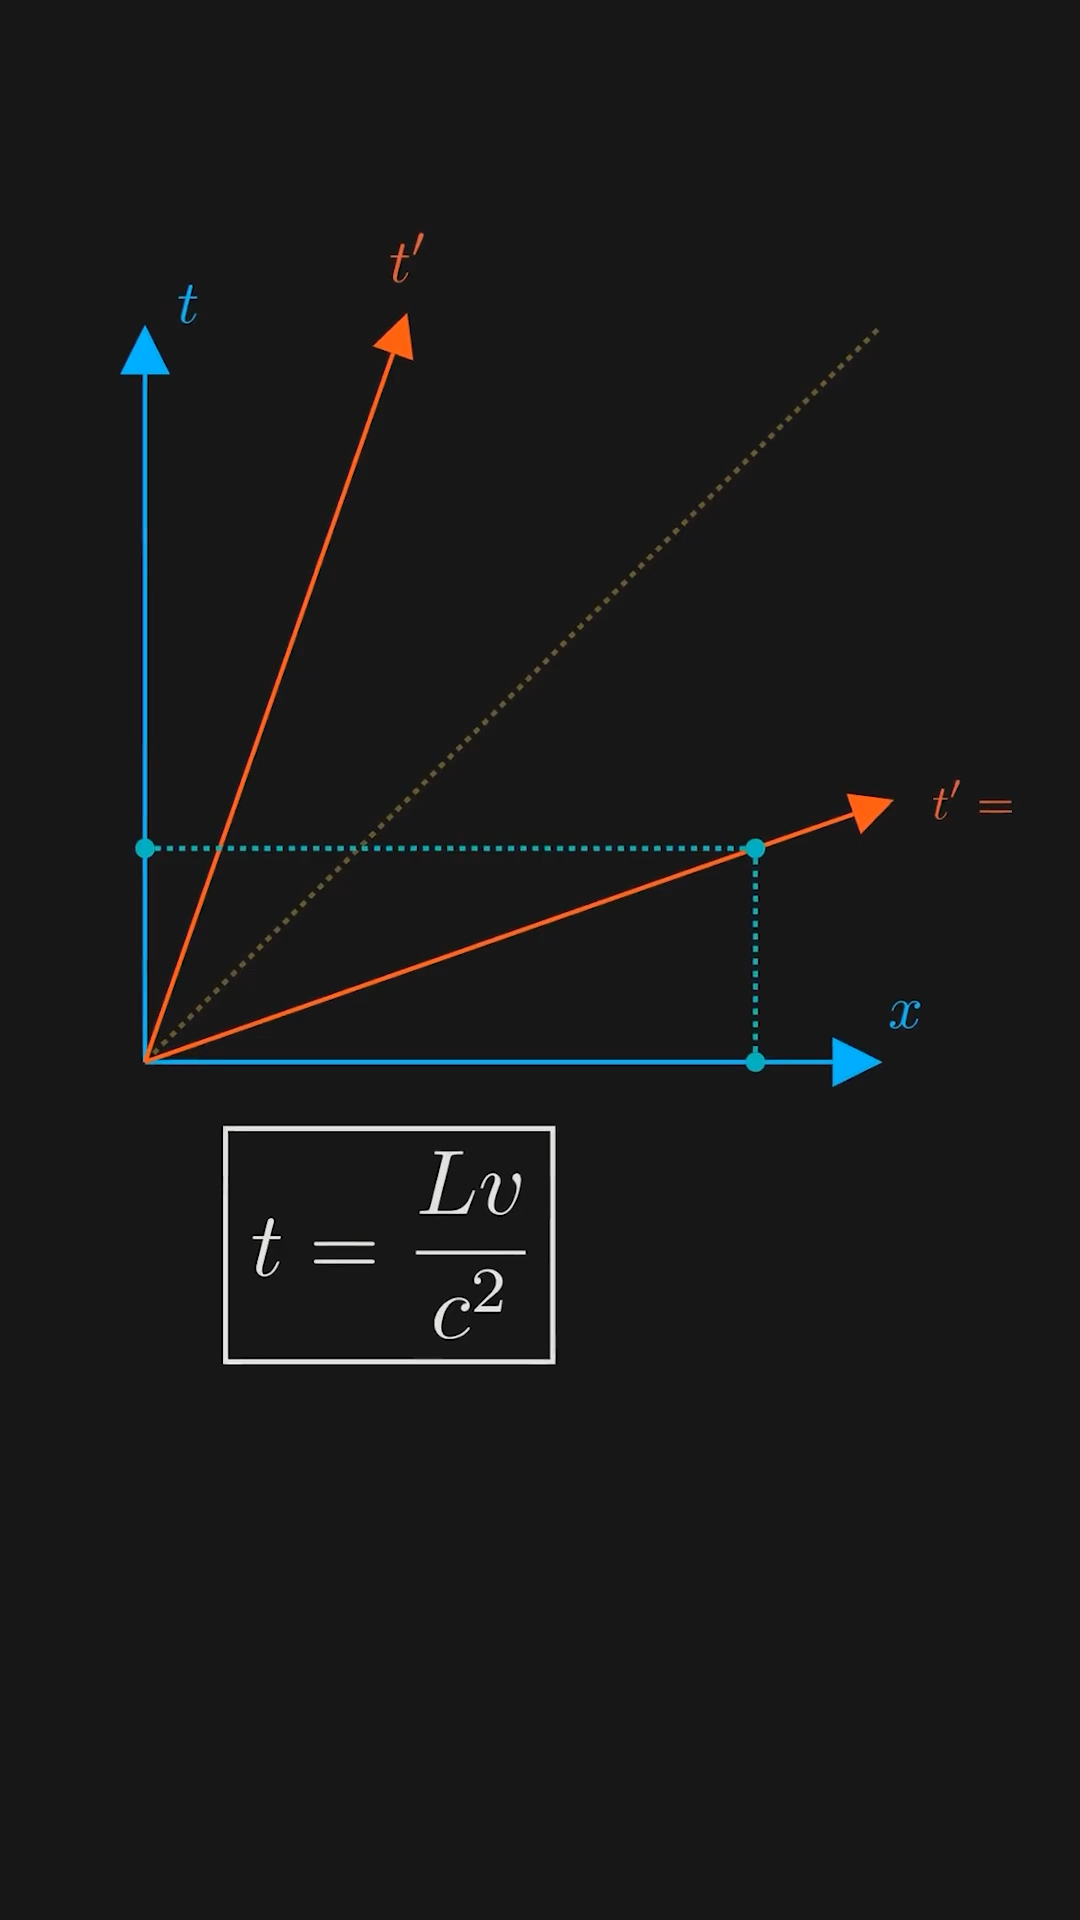 t′
t
t′ =
x
t = Lv/c²